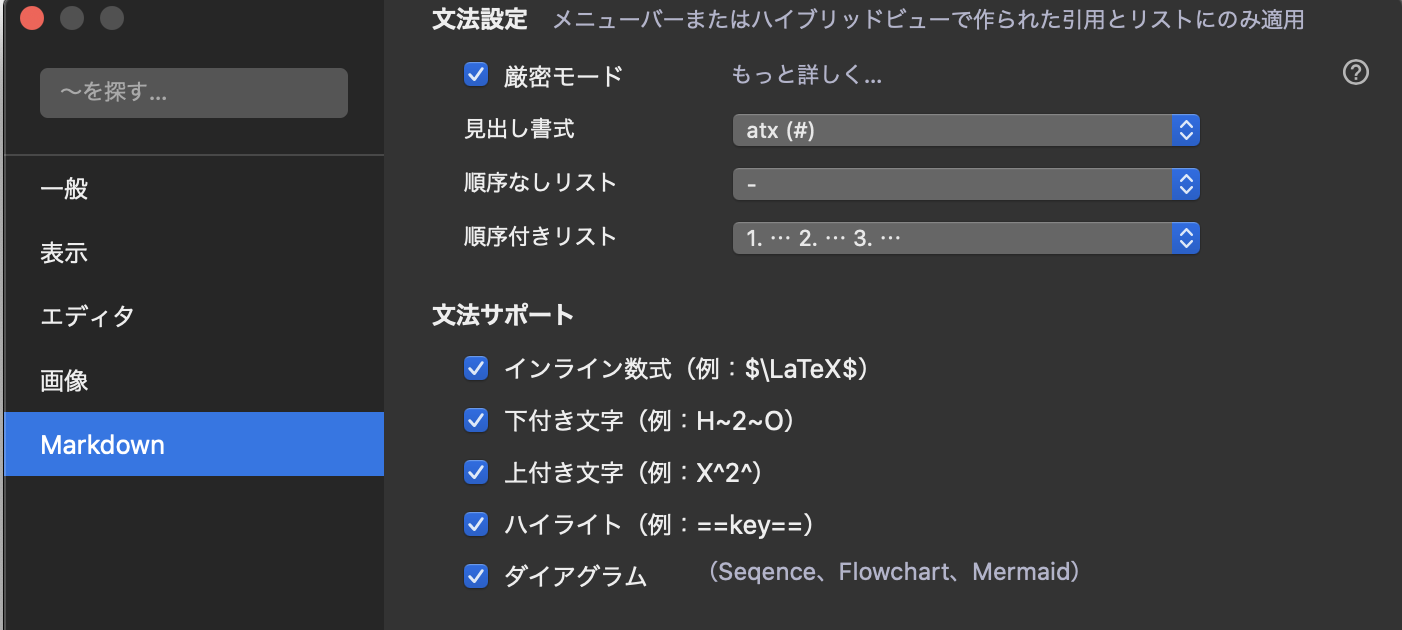 〜を探す...
一般
表示
エディタ
画像
Markdown
文法設定 メニューバーまたはハイブリッドビューで作られた引用とリストにのみ適用
厳密モード もっと詳しく...
見出し書式 atx (#)
順序なしリスト -
順序付きリスト 1. … 2. … 3. …
文法サポート
インライン数式（例：$\LaTeX$）
下付き文字（例：H~2~O）
上付き文字（例：X^2^）
ハイライト（例：==key==）
ダイアグラム （Seqence、Flowchart、Mermaid）